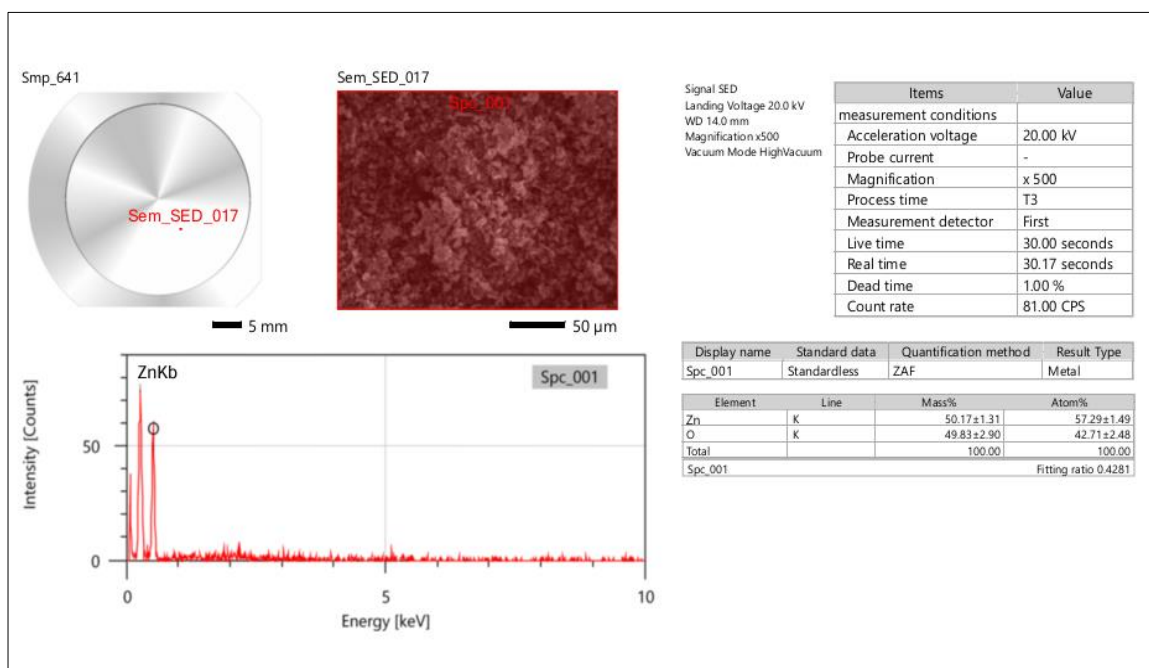 Smp_641
Sem_SED_017
Sem_SED_017
5 mm
Spc_001
50 μm
Signal SED
Landing Voltage 20.0 kV
WD 14.0 mm
Magnification x500
Vacuum Mode HighVacuum
Items Value
measurement conditions
Acceleration voltage 20.00 kV
Probe current -
Magnification x 500
Process time T3
Measurement detector First
Live time 30.00 seconds
Real time 30.17 seconds
Dead time 1.00 %
Count rate 81.00 CPS
Intensity [Counts]
50
0
ZnKb
O
Spc_001
0 5 10
Energy [keV]
Display name Standard data Quantification method Result Type
Spc_001 Standardless ZAF Metal
Element Line Mass% Atom%
Zn K 50.17±1.31 57.29±1.49
O K 49.83±2.90 42.71±2.48
Total 100.00 100.00
Spc_001 Fitting ratio 0.4281